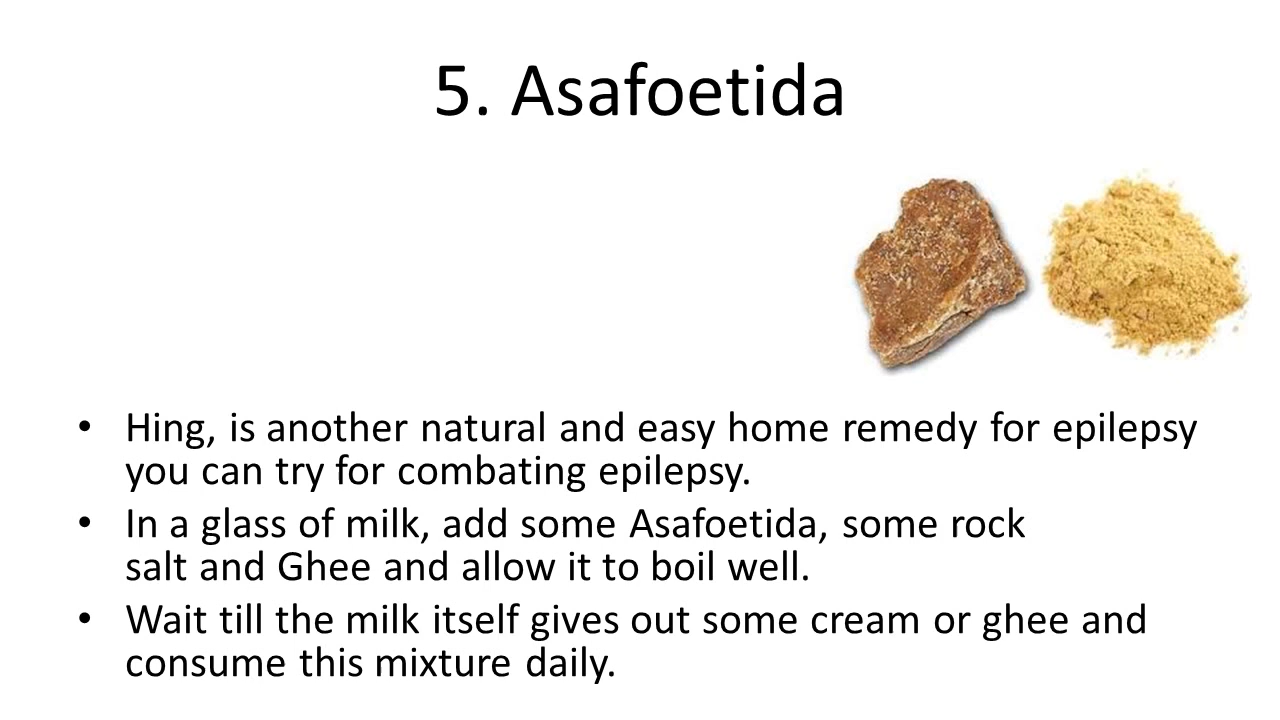 5. Asafoetida
• Hing, is another natural and easy home remedy for epilepsy
you can try for combating epilepsy.
• In a glass of milk, add some Asafoetida, some rock
salt and Ghee and allow it to boil well.
• Wait till the milk itself gives out some cream or ghee and
consume this mixture daily.